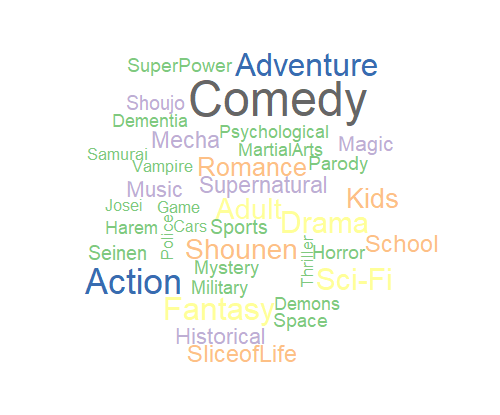 SuperPower
Adventure
Comedy
Shoujo
Dementia
Psychological
Mecha
MartialArts
Magic
Samurai
Vampire
Romance
Parody
Music
Supernatural
Kids
Josei
Game
Adult
Drama
Harem
Police
Cars
Sports
School
Seinen
Shounen
Thriller
Horror
Mystery
Action
Military
Sci-Fi
Fantasy
Demons
Space
Historical
SliceofLife